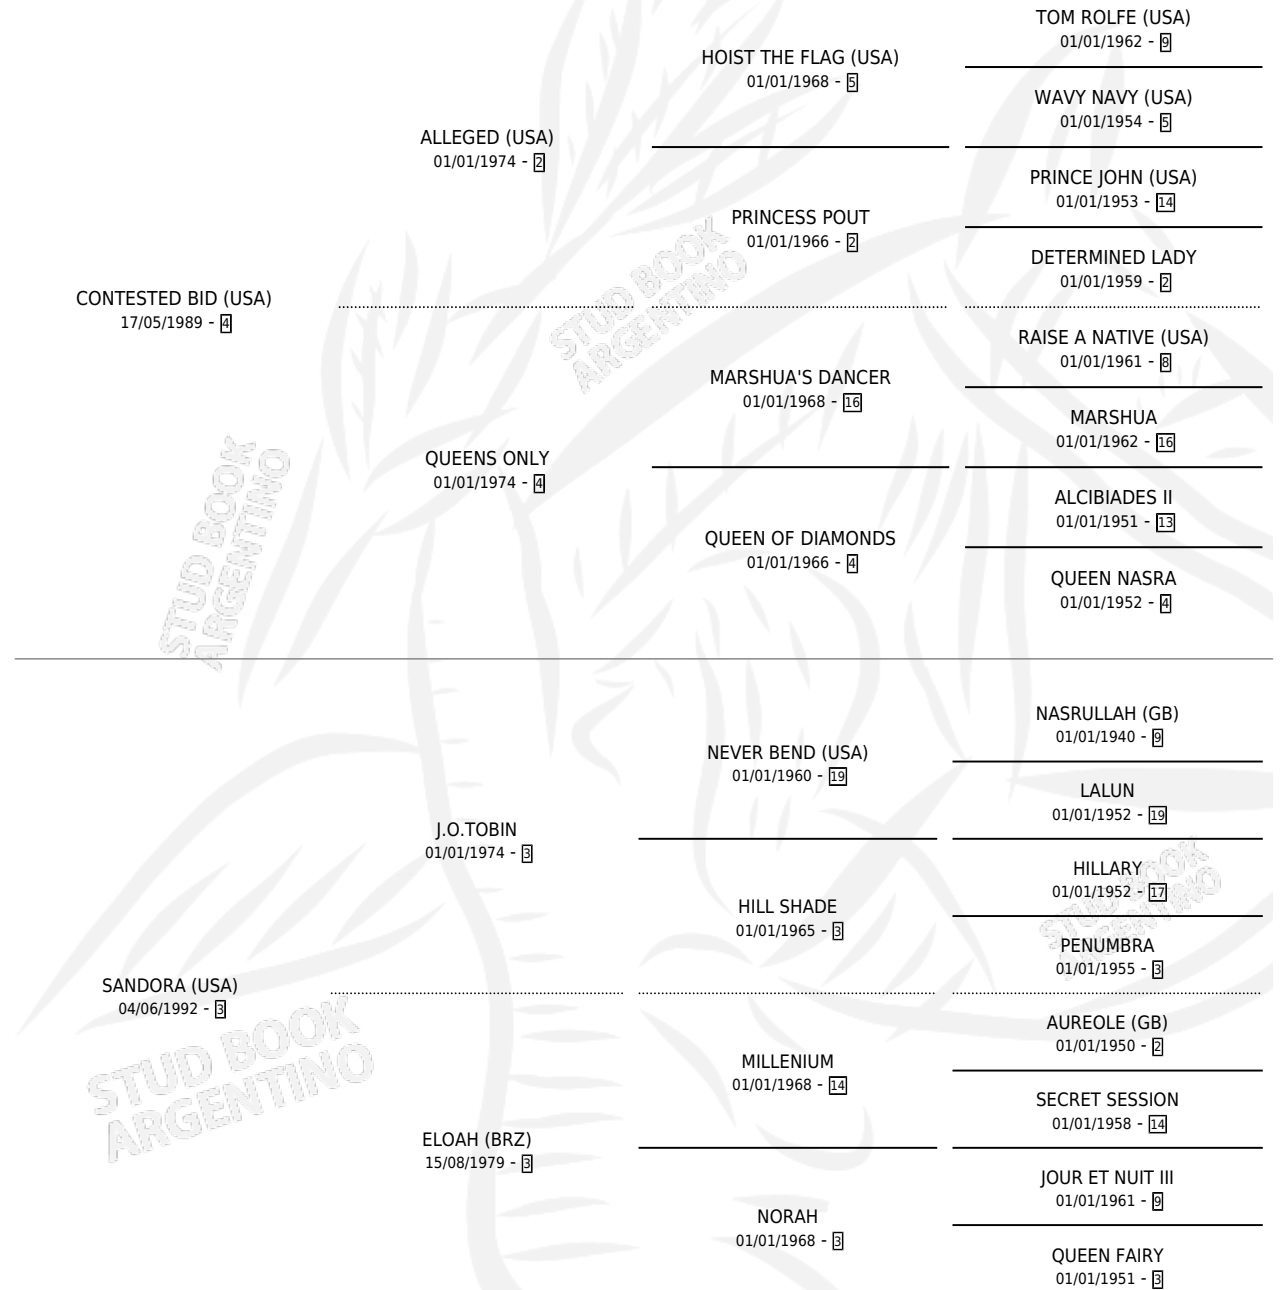 TOM ROLFE (USA)
01/01/1962 - 9
HOIST THE FLAG (USA)
01/01/1968 - 5
WAVY NAVY (USA)
01/01/1954 - 5
ALLEGED (USA)
01/01/1974 - 2
PRINCE JOHN (USA)
01/01/1953 - 14
PRINCESS POUT
01/01/1966 - 2
DETERMINED LADY
01/01/1959 - 2
CONTESTED BID (USA)
17/05/1989 - 4
RAISE A NATIVE (USA)
01/01/1961 - 8
MARSHUA'S DANCER
01/01/1968 - 16
MARSHUA
01/01/1962 - 16
QUEENS ONLY
01/01/1974 - 4
ALCIBIADES II
01/01/1951 - 13
QUEEN OF DIAMONDS
01/01/1966 - 4
QUEEN NASRA
01/01/1952 - 4
NASRULLAH (GB)
01/01/1940 - 9
NEVER BEND (USA)
01/01/1960 - 19
LALUN
01/01/1952 - 19
J.O.TOBIN
01/01/1974 - 3
HILLARY
01/01/1952 - 17
HILL SHADE
01/01/1965 - 3
PENUMBRA
01/01/1955 - 3
SANDORA (USA)
04/06/1992 - 3
AUREOLE (GB)
01/01/1950 - 2
MILLENIUM
01/01/1968 - 14
SECRET SESSION
01/01/1958 - 14
ELOAH (BRZ)
15/08/1979 - 3
JOUR ET NUIT III
01/01/1961 - 9
NORAH
01/01/1968 - 3
QUEEN FAIRY
01/01/1951 - 3
STUD BOOK
ARGENTINO
STUD BOOK
ARGENTINO
STUD BOOK
ARGENTINO
STUD BOOK
ARGENTINO